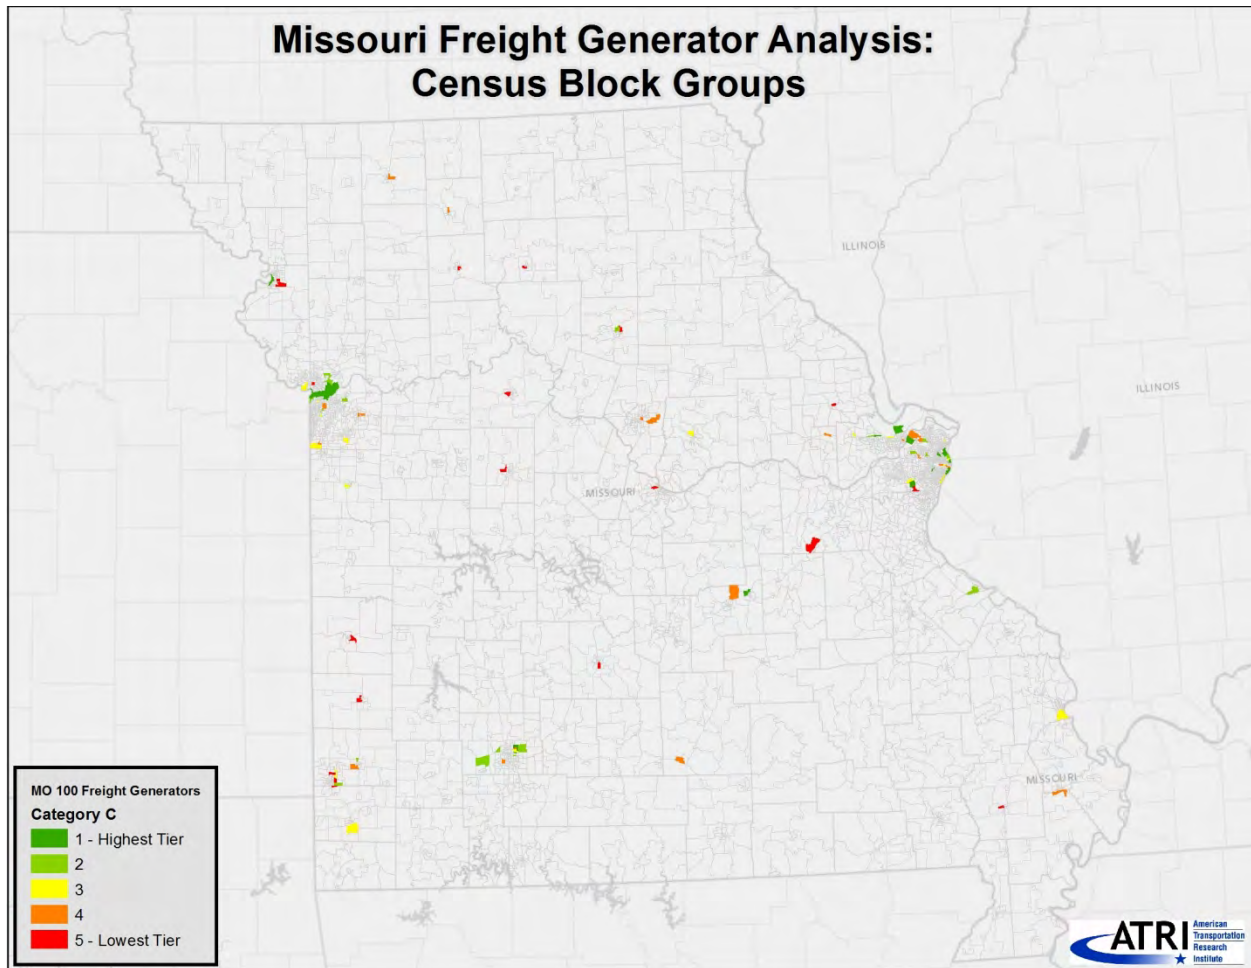 Missouri Freight Generator Analysis:
Census Block Groups
ILLINOIS
ILLINOIS
MISSOURI
MISSOURI
MO 100 Freight Generators
Category C
1 - Highest Tier
2
3
4
5 - Lowest Tier
ATRI
American
Transportation
Research
Institute